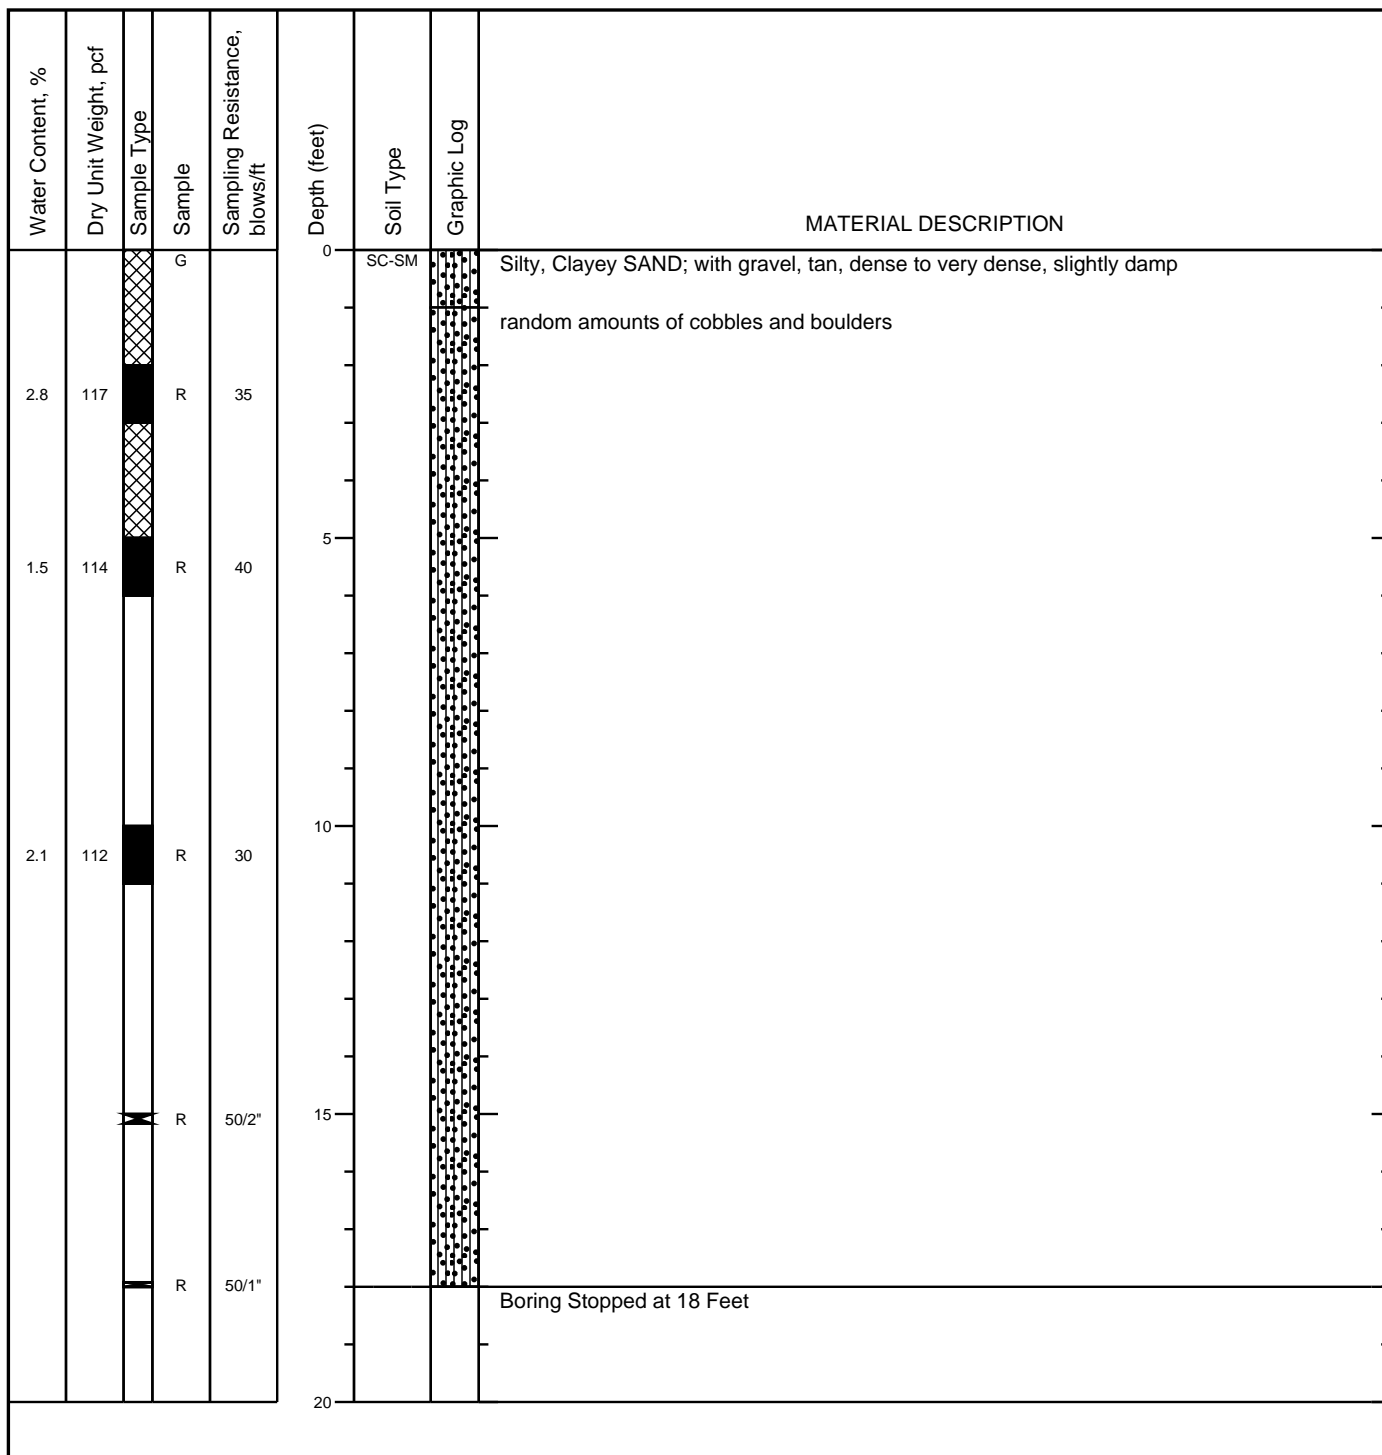 Water Content, %
Dry Unit Weight, pcf
Sample Type
Sample
Sampling Resistance,
blows/ft
Depth (feet)
Soil Type
Graphic Log
MATERIAL DESCRIPTION
0
G
SC-SM
Silty, Clayey SAND; with gravel, tan, dense to very dense, slightly damp
random amounts of cobbles and boulders
2.8
117
R
35
5
1.5
114
R
40
10
2.1
112
R
30
15
R
50/2"
R
50/1"
Boring Stopped at 18 Feet
20